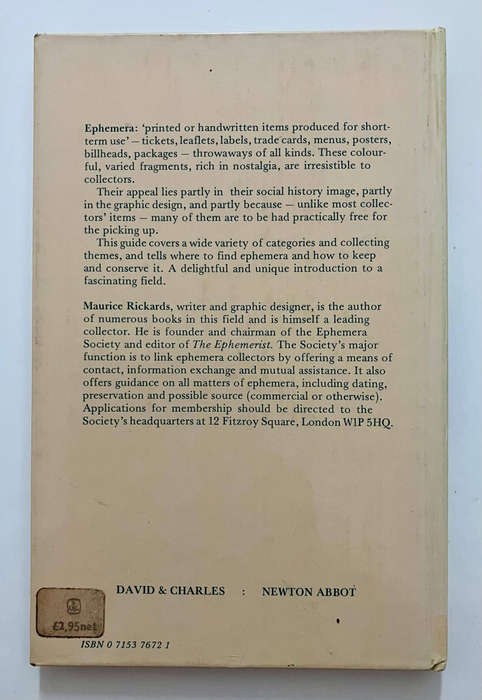 Ephemera: ‘printed or handwritten items produced for short-
term use’ — tickets, leaflets, labels, trade cards, menus, posters,
billheads, packages — throwaways of all kinds. These colour-
ful, varied fragments, rich in nostalgia, are irresistible to
collectors.
Their appeal lies partly in their social history image, partly
in the graphic design, and partly because — unlike most collec-
tors’ items — many of them are to be had practically free for
the picking up.
This guide covers a wide variety of categories and collecting
themes, and tells where to find ephemera and how to keep
and conserve it. A delightful and unique introduction to a
fascinating field.
Maurice Rickards, writer and graphic designer, is the author
of numerous books in this field and is himself a leading
collector. He is founder and chairman of the Ephemera
Society and editor of The Ephemerist. The Society’s major
function is to link ephemera collectors by offering a means of
contact, information exchange and mutual assistance. It also
offers guidance on all matters of ephemera, including dating,
preservation and possible source (commercial or otherwise).
Applications for membership should be directed to the
Society’s headquarters at 12 Fitzroy Square, London W1P 5HQ.
DAVID & CHARLES : NEWTON ABBOT
£2,95net
ISBN 0 7153 7672 1